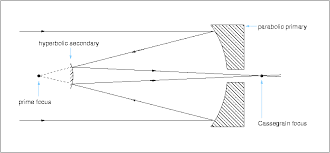 parabolic primary
hyperbolic secondary
prime focus
Cassegrain focus